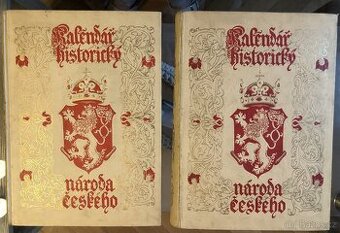 Kalendář
historický
národa
českého
Kalendář
historický
národa
českého